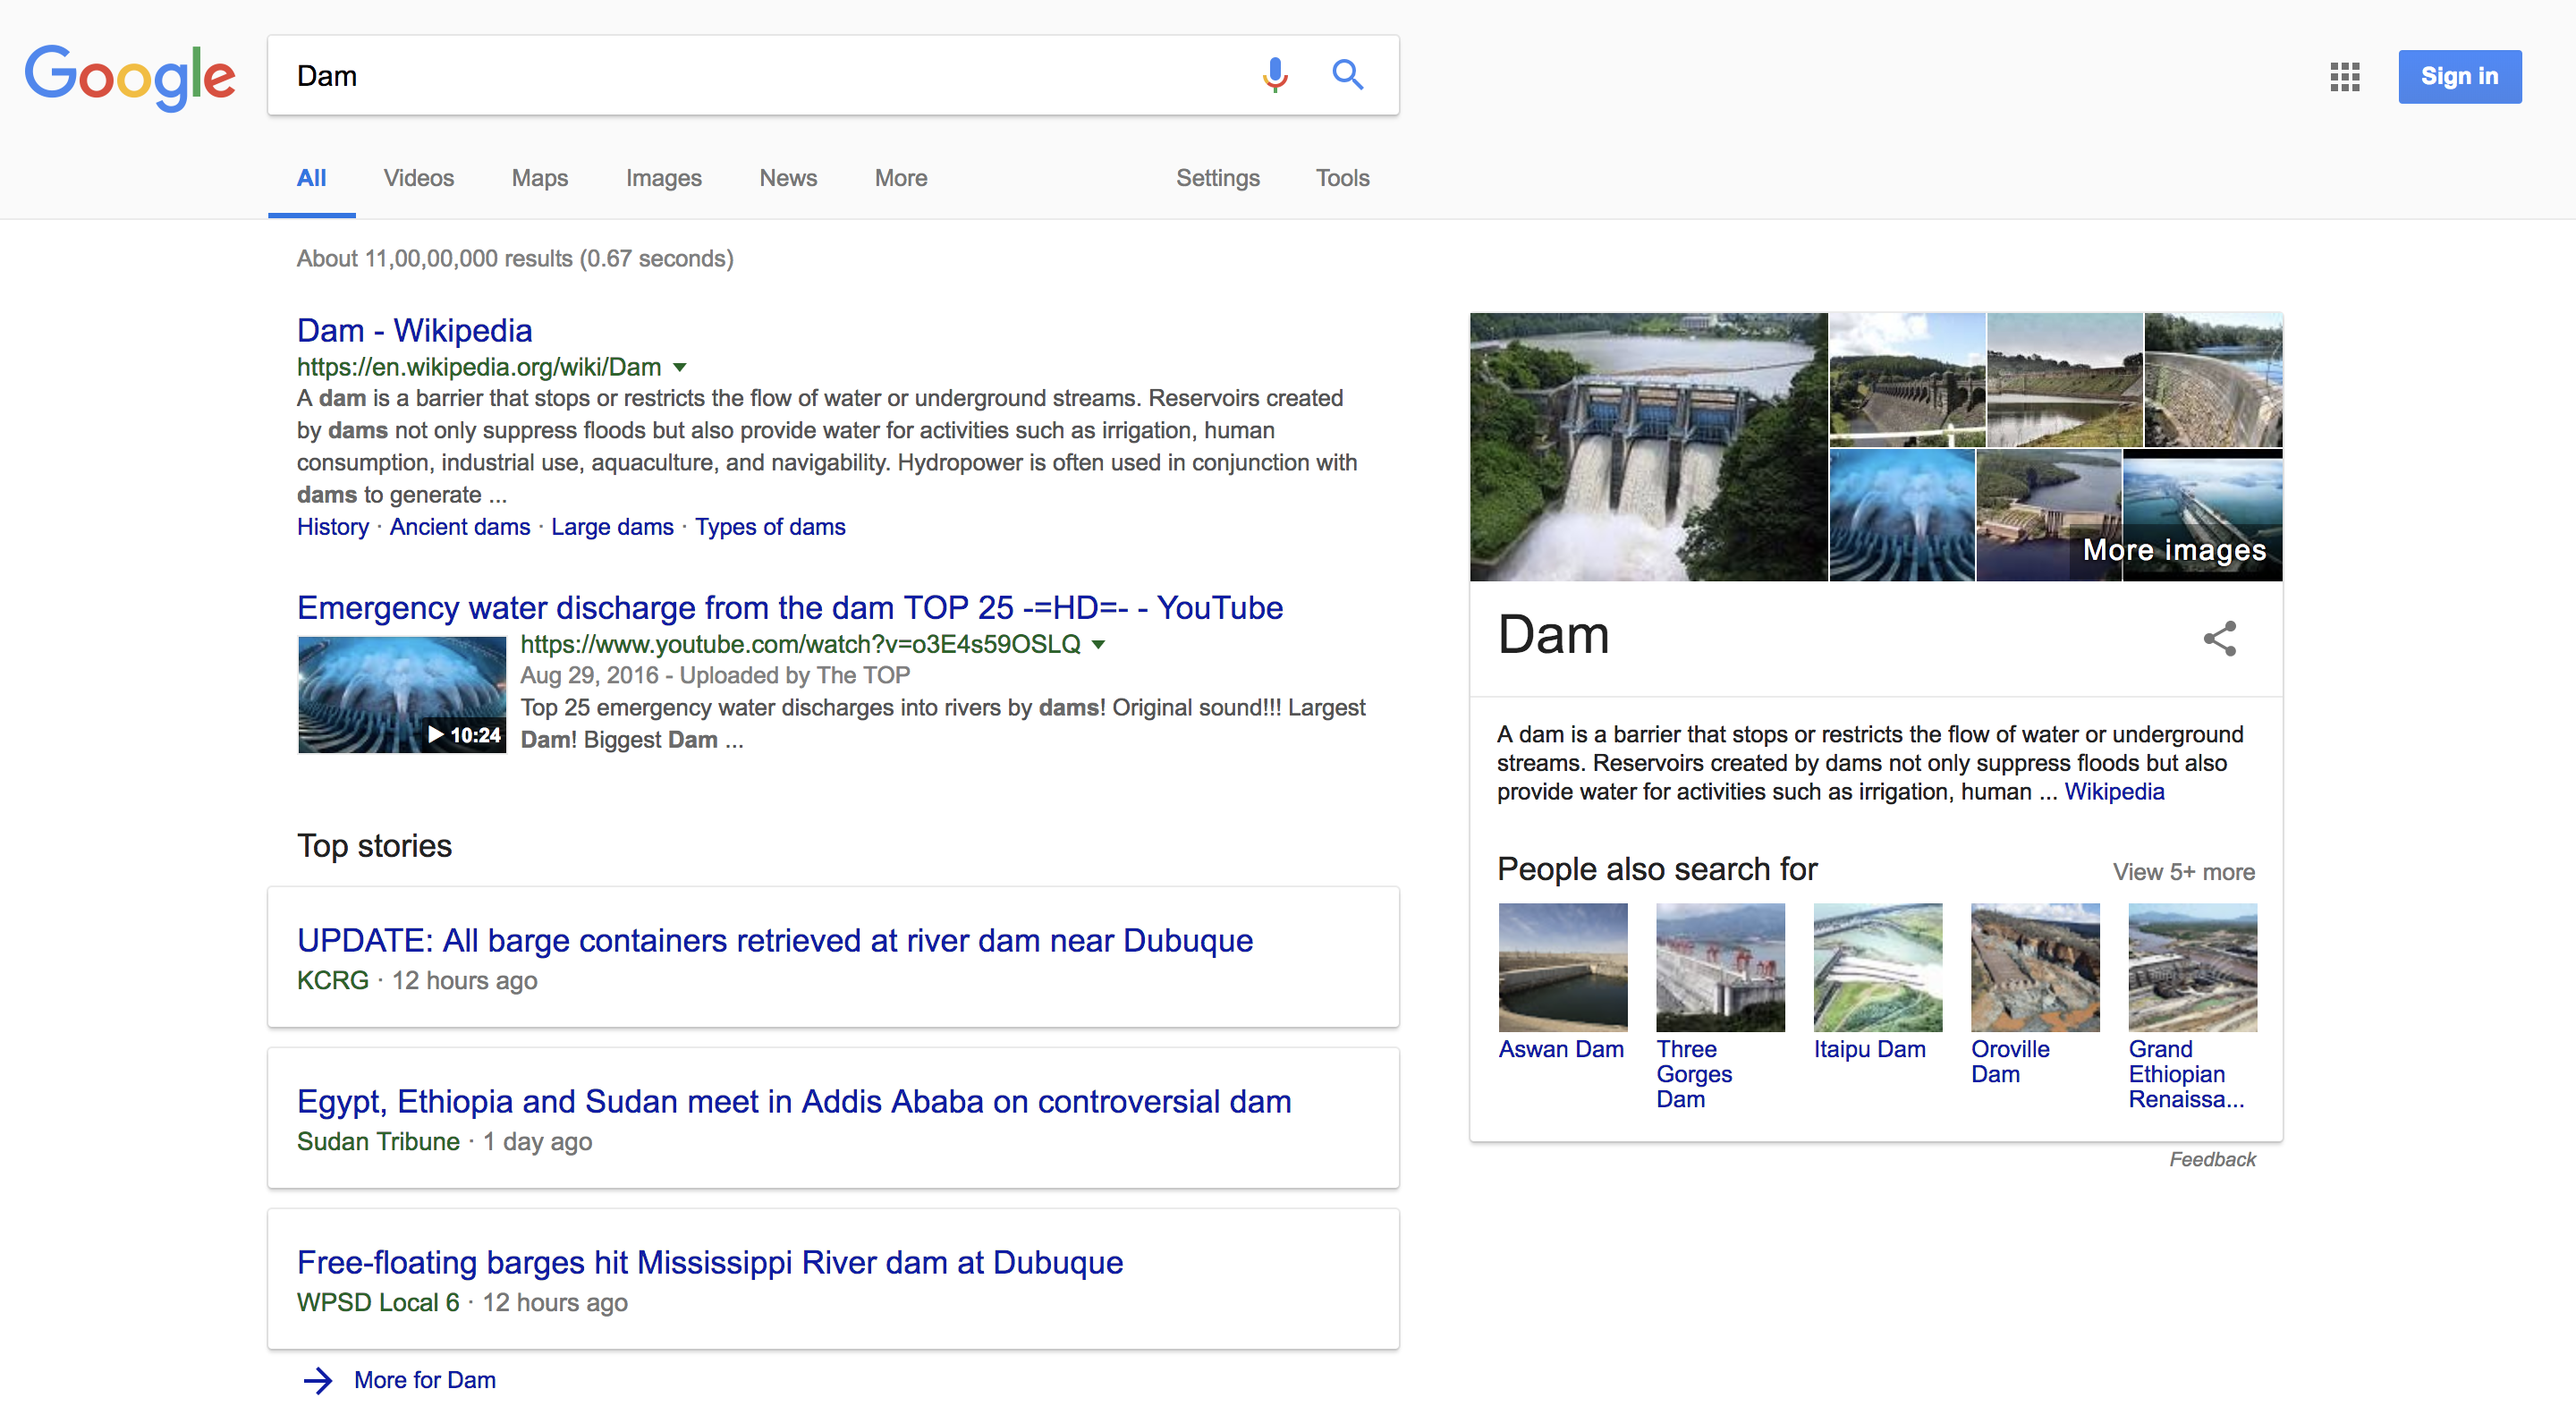 Google
Dam
Sign in
All Videos Maps Images News More Settings Tools
About 11,00,00,000 results (0.67 seconds)
Dam - Wikipedia
https://en.wikipedia.org/wiki/Dam
A dam is a barrier that stops or restricts the flow of water or underground streams. Reservoirs created
by dams not only suppress floods but also provide water for activities such as irrigation, human
consumption, industrial use, aquaculture, and navigability. Hydropower is often used in conjunction with
dams to generate ...
History · Ancient dams · Large dams · Types of dams
Emergency water discharge from the dam TOP 25 -=HD=- - YouTube
https://www.youtube.com/watch?v=o3E4s59OSLQ
Aug 29, 2016 - Uploaded by The TOP
Top 25 emergency water discharges into rivers by dams! Original sound!!! Largest
Dam! Biggest Dam ...
10:24
Top stories
UPDATE: All barge containers retrieved at river dam near Dubuque
KCRG · 12 hours ago
Egypt, Ethiopia and Sudan meet in Addis Ababa on controversial dam
Sudan Tribune · 1 day ago
Free-floating barges hit Mississippi River dam at Dubuque
WPSD Local 6 · 12 hours ago
More for Dam
More images
Dam
A dam is a barrier that stops or restricts the flow of water or underground
streams. Reservoirs created by dams not only suppress floods but also
provide water for activities such as irrigation, human ... Wikipedia
People also search for
View 5+ more
Aswan Dam
Three
Gorges
Dam
Itaipu Dam
Oroville
Dam
Grand
Ethiopian
Renaissa...
Feedback